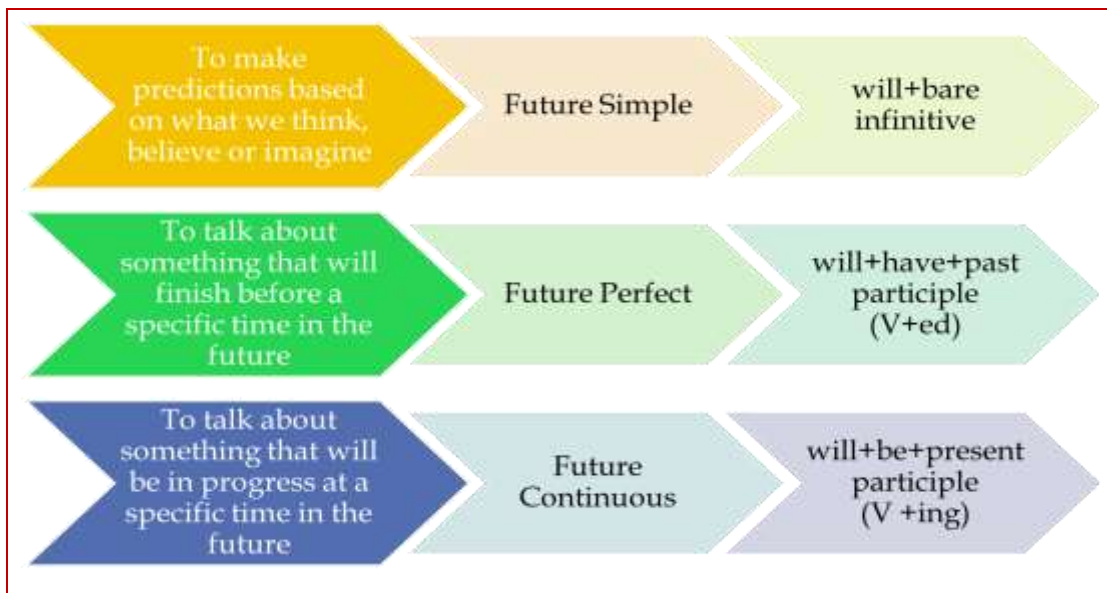 To make
predictions based
on what we think,
believe or imagine
Future Simple
will+bare
infinitive
To talk about
something that will
finish before a
specific time in the
future
Future Perfect
will+have+past
participle
(V+ed)
To talk about
something that will
be in progress at a
specific time in the
future
Future
Continuous
will+be+present
participle
(V +ing)